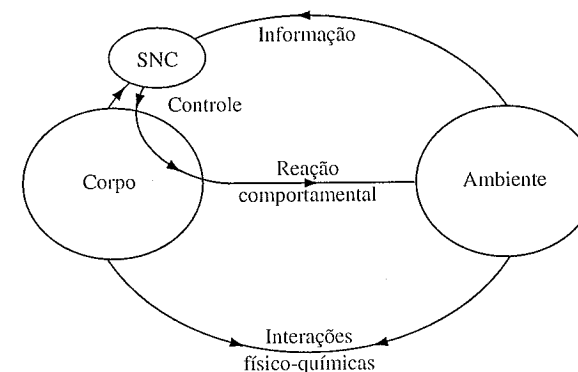 Informação
SNC
Controle
Corpo
Reação
comportamental
Ambiente
Interações
físico-químicas